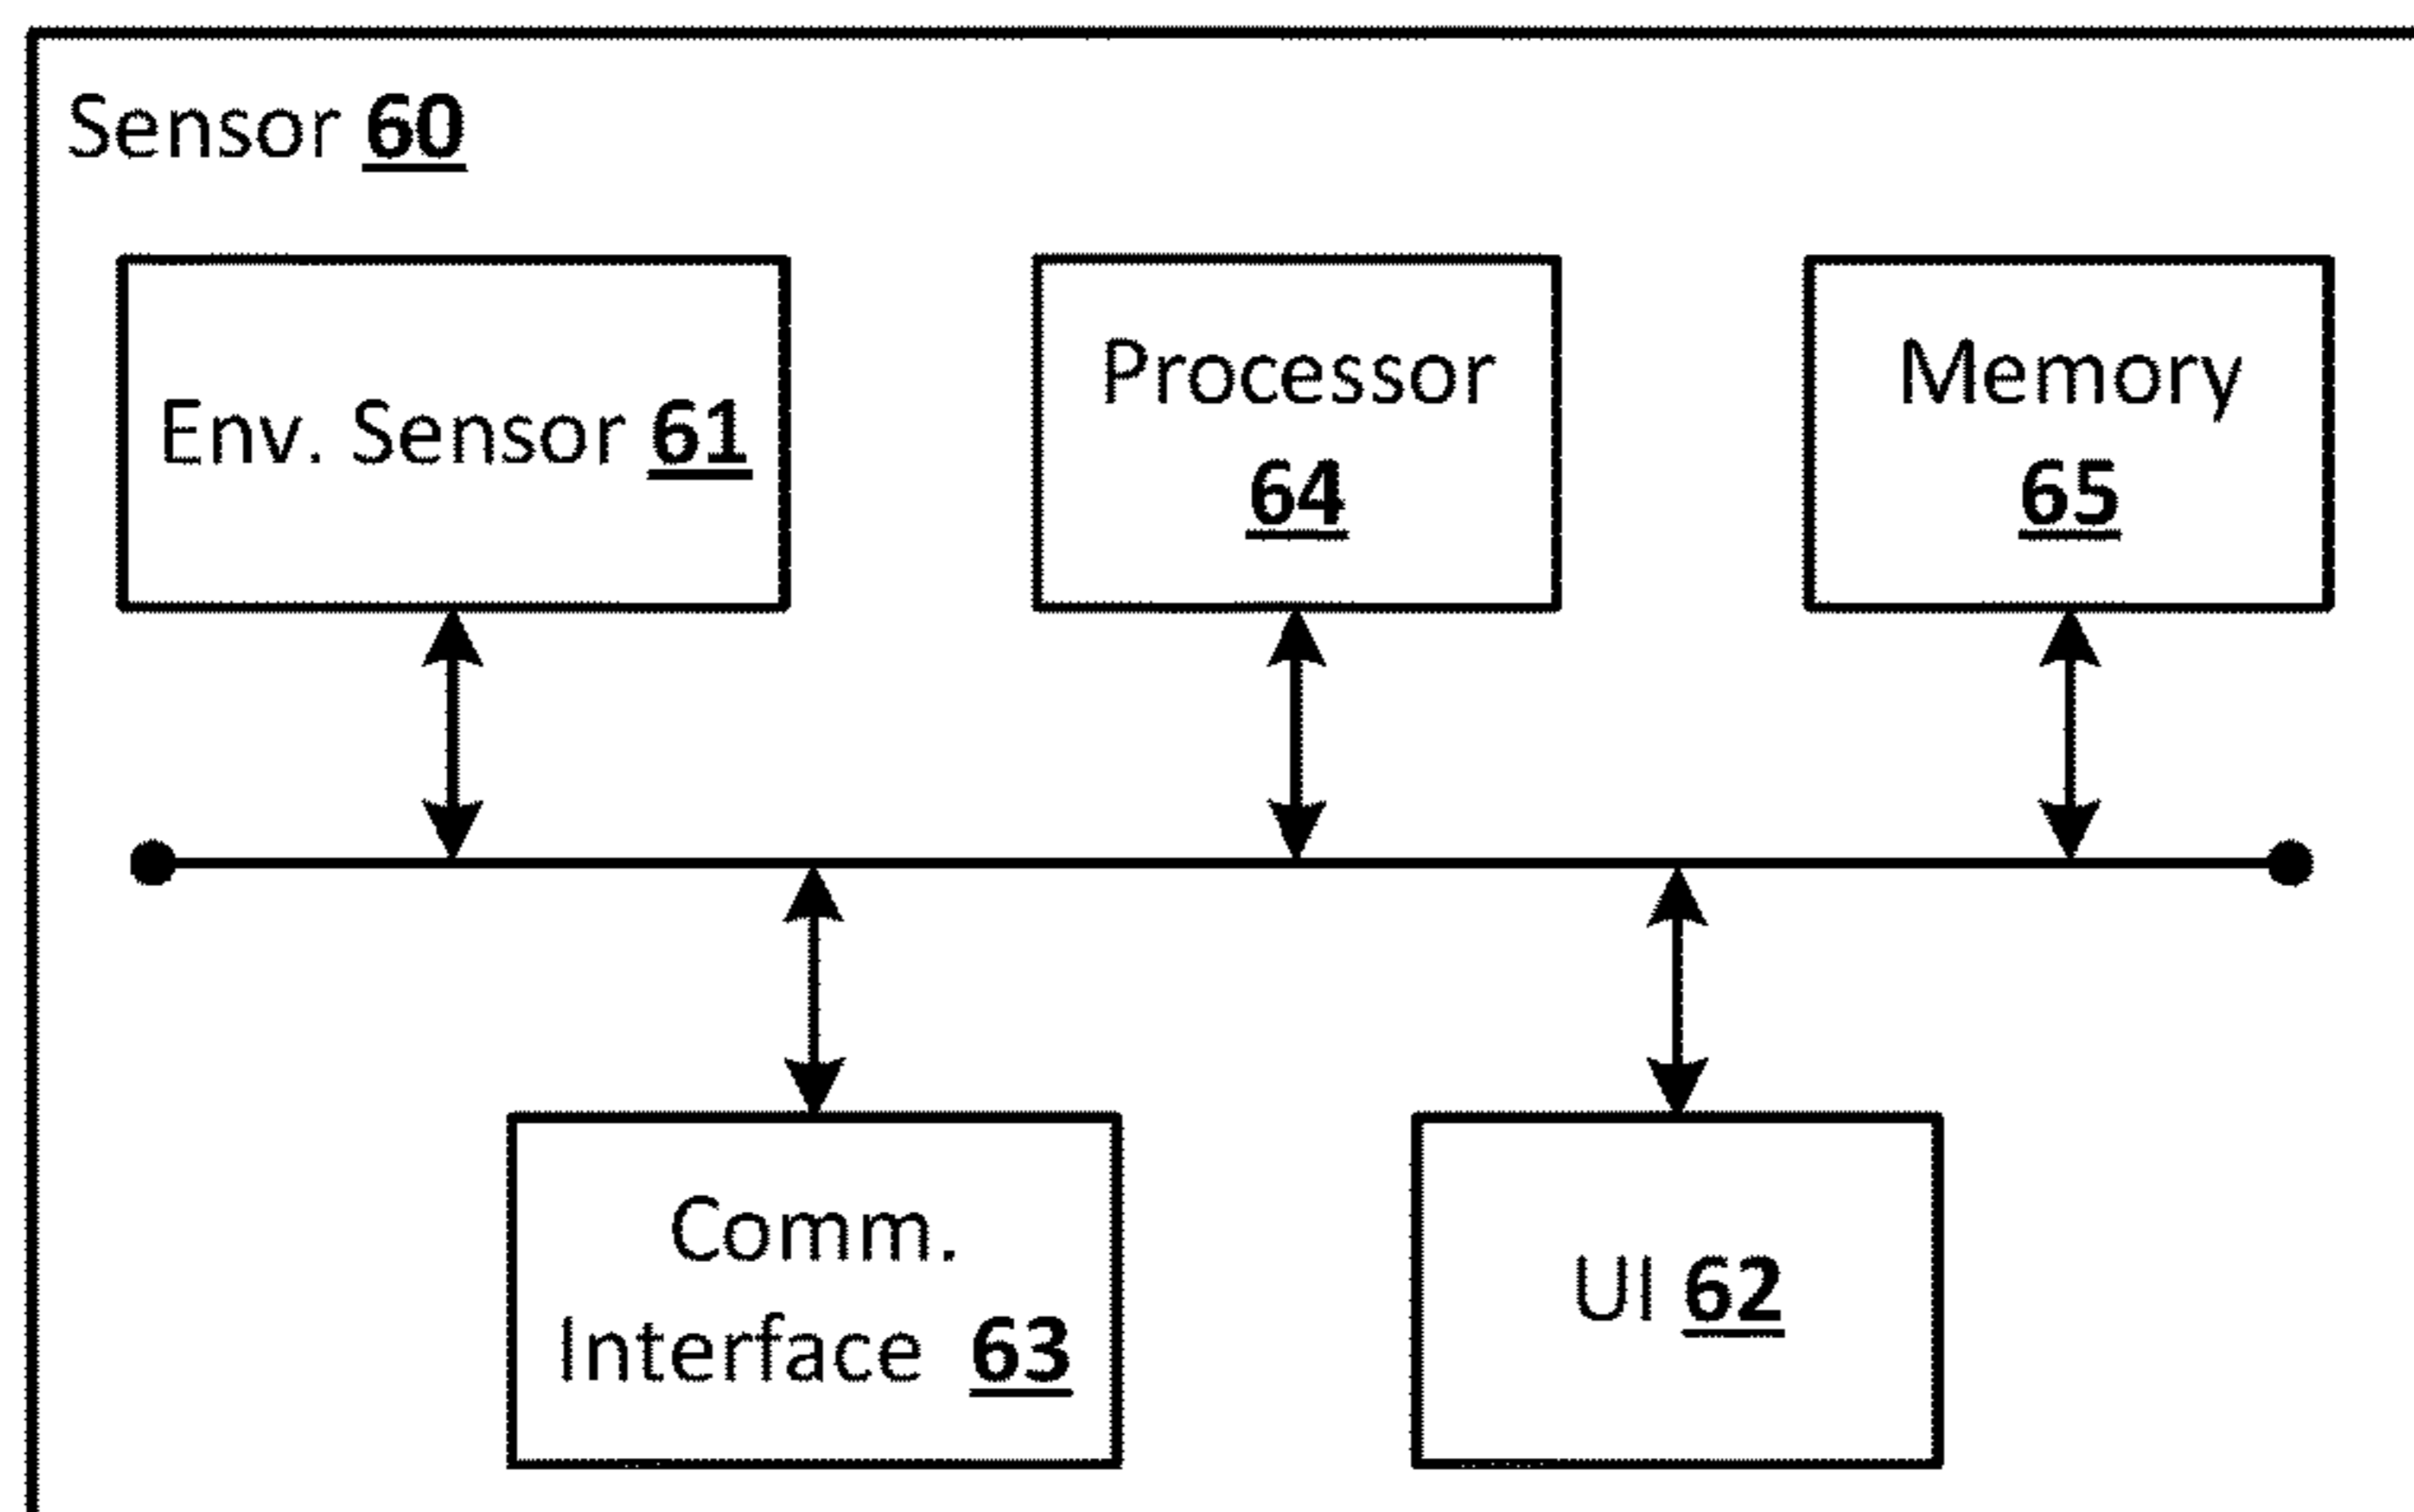 Sensor 60
Env. Sensor 61
Processor
64
Memory
65
Comm.
Interface 63
UI 62